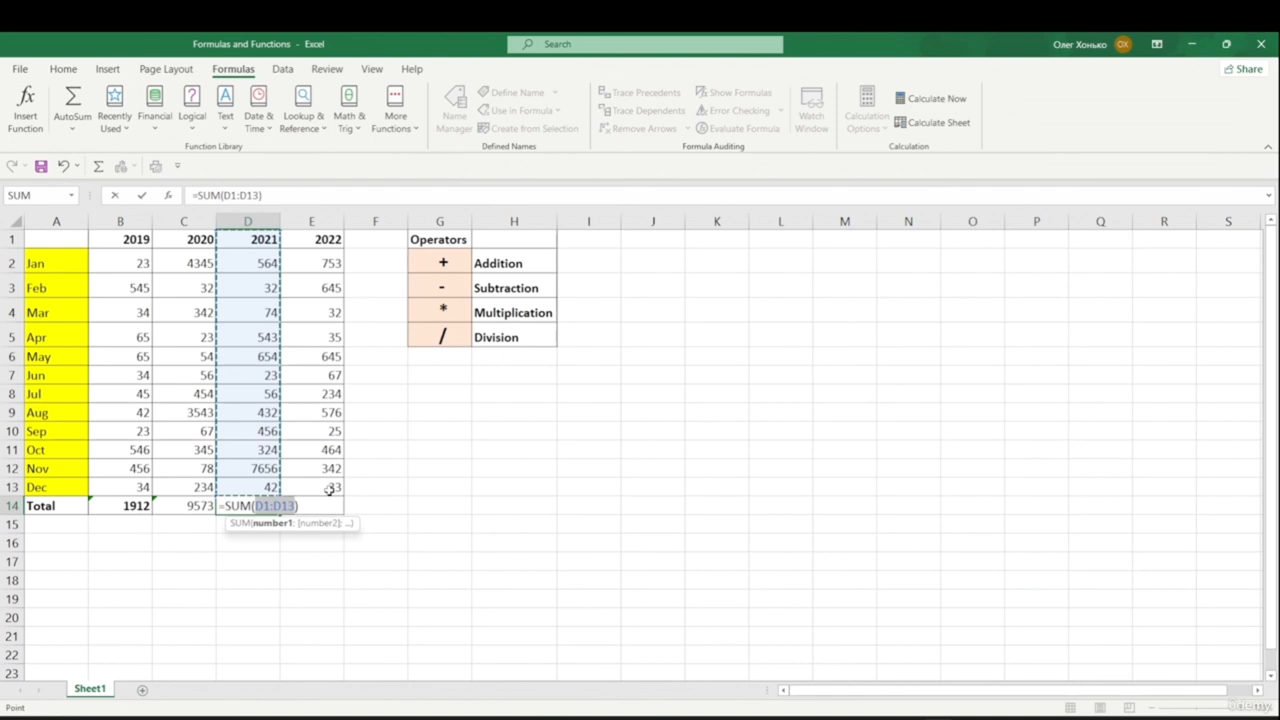 Formulas and Functions - Excel
Search
Олег Хонько
ОХ
File Home Insert Page Layout Formulas Data Review View Help
Share
Insert Function
AutoSum
Recently Used
Financial
Logical
Text
Date & Time
Lookup & Reference
Math & Trig
More Functions
Function Library
Name Manager
Define Name
Use in Formula
Create from Selection
Defined Names
Trace Precedents
Trace Dependents
Remove Arrows
Show Formulas
Error Checking
Evaluate Formula
Formula Auditing
Watch Window
Calculation Options
Calculate Now
Calculate Sheet
Calculation
SUM
fx
=SUM(D1:D13)
A B C D E F G H I J K L M N O P Q R S
1 2019 2020 2021 2022 Operators
2 Jan 23 4345 564 753 + Addition
3 Feb 545 32 32 645 - Subtraction
4 Mar 34 342 74 32 * Multiplication
5 Apr 65 23 543 35 / Division
6 May 65 54 654 645
7 Jun 34 56 23 67
8 Jul 45 454 56 234
9 Aug 42 3543 432 576
10 Sep 23 67 456 25
11 Oct 546 345 324 464
12 Nov 456 78 7656 342
13 Dec 34 234 42
14 Total 1912 9573 =SUM(D1:D13)
SUM(number1; [number2]; ...)
15
16
17
18
19
20
21
22
23
Sheet1
Point
Udemy